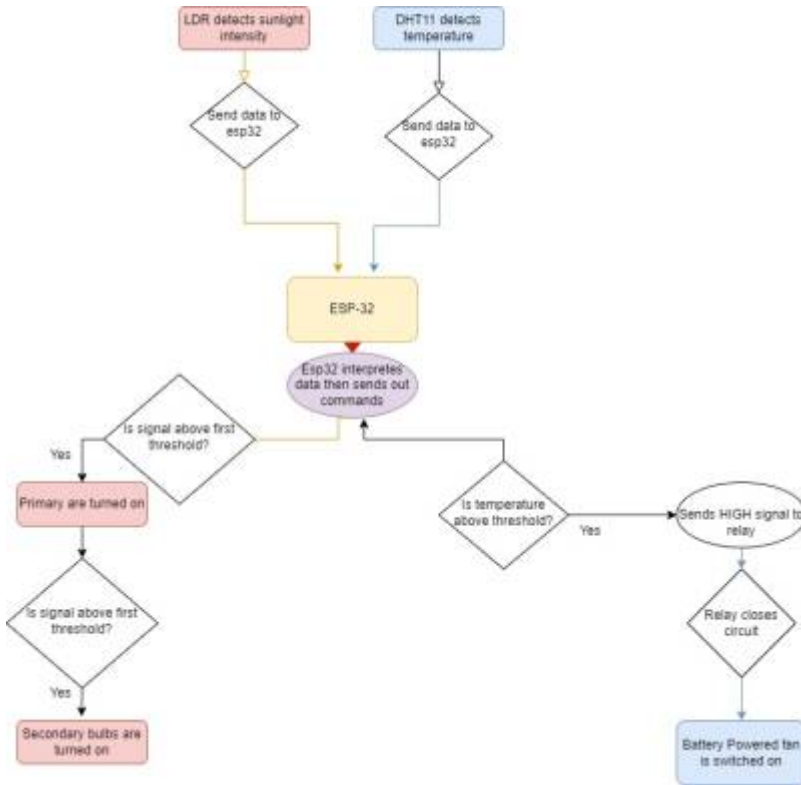 LDR detects sunlight
intensity
DHT11 detects
temperature
Send data to
esp32
Send data to
esp32
ESP-32
Esp32 interpretes
data then sends out
commands
Is signal above first
threshold?
Yes
Primary are turned on
Is temperature
above threshold?
Yes
Sends HIGH signal to
relay
Is signal above first
threshold?
Relay closes
circuit
Yes
Secondary bulbs are
turned on
Battery Powered fan
is switched on